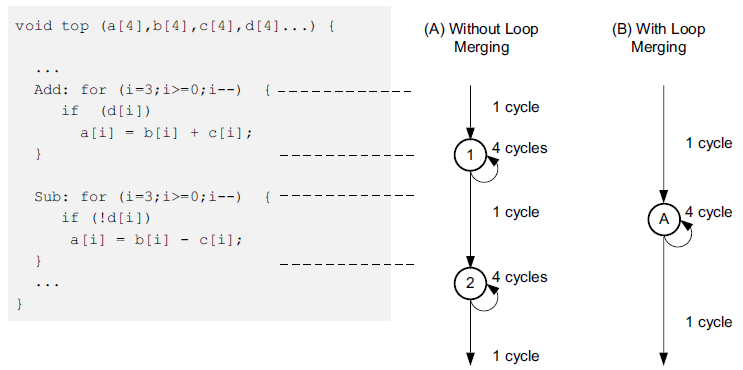 void top (a[4],b[4],c[4],d[4]...) {
...
Add: for (i=3;i>=0;i--) {
if (d[i])
a[i] = b[i] + c[i];
}
Sub: for (i=3;i>=0;i--) {
if (!d[i])
a[i] = b[i] - c[i];
}
...
}
(A) Without Loop
Merging
1 cycle
1
4 cycles
1 cycle
2
4 cycles
1 cycle
(B) With Loop
Merging
1 cycle
A
4 cycle
1 cycle